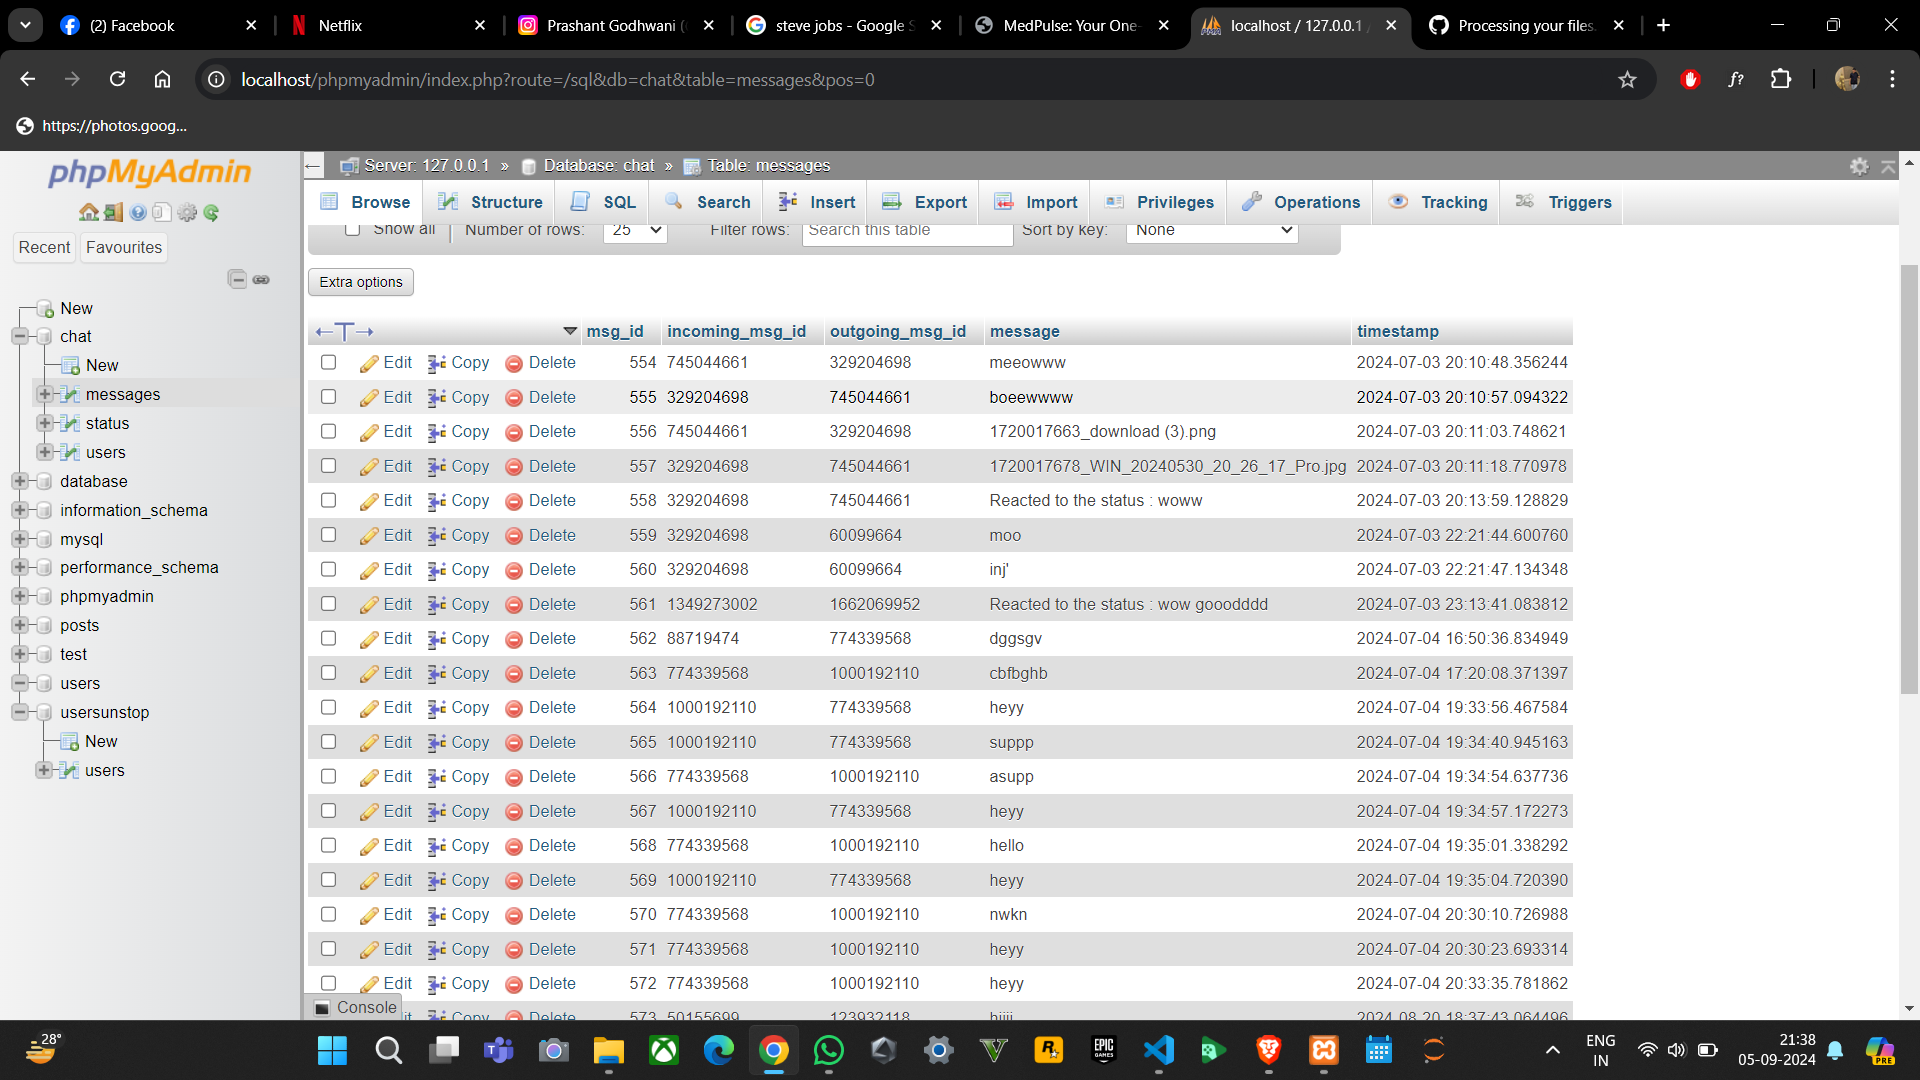 (2) Facebook
Netflix
Prashant Godhwani (
steve jobs - Google S
MedPulse: Your One-
localhost / 127.0.0.1 /
Processing your files
localhost/phpmyadmin/index.php?route=/sql&db=chat&table=messages&pos=0
f?
https://photos.goog...
phpMyAdmin
Server: 127.0.0.1 » Database: chat » Table: messages
Browse Structure SQL Search Insert Export Import Privileges Operations Tracking Triggers
Show all Number of rows: 25 Filter rows: Search this table Sort by key: None
Recent Favourites
New
chat
New
messages
status
users
database
information_schema
mysql
performance_schema
phpmyadmin
posts
test
users
usersunstop
New
users
Extra options
←T→ msg_id incoming_msg_id outgoing_msg_id message timestamp
Edit Copy Delete 554 745044661 329204698 meeowww 2024-07-03 20:10:48.356244
Edit Copy Delete 555 329204698 745044661 boeewwww 2024-07-03 20:10:57.094322
Edit Copy Delete 556 745044661 329204698 1720017663_download (3).png 2024-07-03 20:11:03.748621
Edit Copy Delete 557 329204698 745044661 1720017678_WIN_20240530_20_26_17_Pro.jpg 2024-07-03 20:11:18.770978
Edit Copy Delete 558 329204698 745044661 Reacted to the status : woww 2024-07-03 20:13:59.128829
Edit Copy Delete 559 329204698 60099664 moo 2024-07-03 22:21:44.600760
Edit Copy Delete 560 329204698 60099664 inj' 2024-07-03 22:21:47.134348
Edit Copy Delete 561 1349273002 1662069952 Reacted to the status : wow goodddd 2024-07-03 23:13:41.083812
Edit Copy Delete 562 88719474 774339568 dggsgv 2024-07-04 16:50:36.834949
Edit Copy Delete 563 774339568 1000192110 cbfbghb 2024-07-04 17:20:08.371397
Edit Copy Delete 564 1000192110 774339568 heyy 2024-07-04 19:33:56.467584
Edit Copy Delete 565 1000192110 774339568 suppp 2024-07-04 19:34:40.945163
Edit Copy Delete 566 774339568 1000192110 asupp 2024-07-04 19:34:54.637736
Edit Copy Delete 567 1000192110 774339568 heyy 2024-07-04 19:34:57.172273
Edit Copy Delete 568 774339568 1000192110 hello 2024-07-04 19:35:01.338292
Edit Copy Delete 569 1000192110 774339568 heyy 2024-07-04 19:35:04.720390
Edit Copy Delete 570 774339568 1000192110 nwkn 2024-07-04 20:30:10.726988
Edit Copy Delete 571 774339568 1000192110 heyy 2024-07-04 20:30:23.693314
Edit Copy Delete 572 774339568 1000192110 heyy 2024-07-04 20:33:35.781862
Copy Delete 573 50155699 123932118 hiiii 2024-08-20 18:37:43.064496
Console
28°
EPIC GAMES
ENG
IN
21:38
05-09-2024
PRE